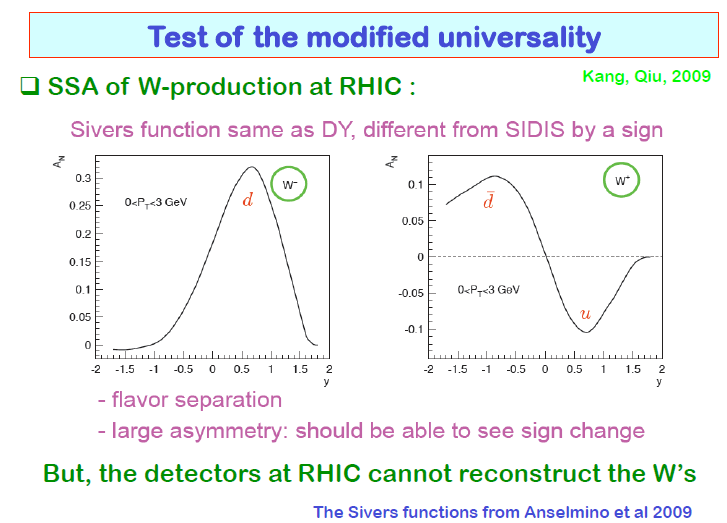 Test of the modified universality
Kang, Qiu, 2009
❑ SSA of W-production at RHIC :
Sivers function same as DY, different from SIDIS by a sign
A_N
0.3
0.25
0.2
0.15
0.1
0.05
0
0<P_T<3 GeV
d
W⁻
-2 -1.5 -1 -0.5 0 0.5 1 1.5 2
y
A_N
0.1
0.05
0
-0.05
-0.1
d̄
W⁺
0<P_T<3 GeV
u
-2 -1.5 -1 -0.5 0 0.5 1 1.5 2
y
- flavor separation
- large asymmetry: should be able to see sign change
But, the detectors at RHIC cannot reconstruct the W's
The Sivers functions from Anselmino et al 2009